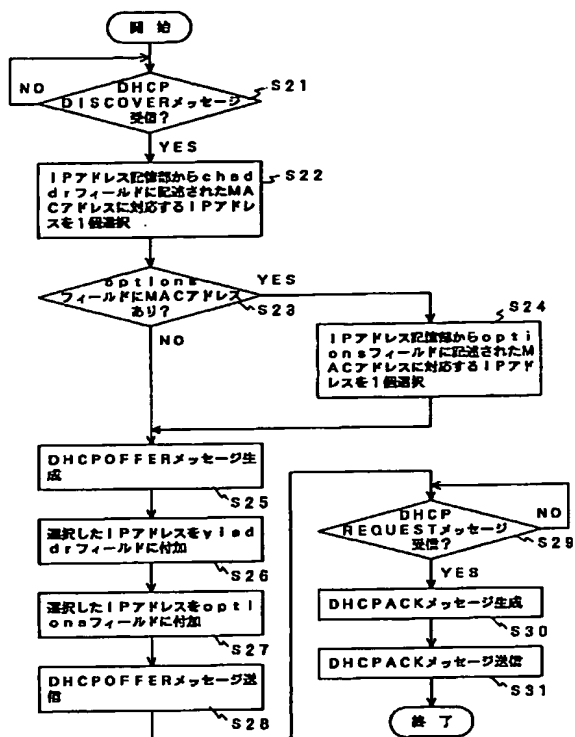 開 始
NO
DHCP
DISCOVERメッセージ
受信？
S21
YES
IPアドレス記憶部からchad
drフィールドに記述されたMA
Cアドレスに対応するIPアドレ
スを1個選択
S22
options
フィールドにMACアドレス
あり？
YES
S23
NO
S24
IPアドレス記憶部からopti
onsフィールドに記述されたM
ACアドレスに対応するIPアド
レスを1個選択
DHCPOFFERメッセージ生
成
S25
選択したIPアドレスをyiad
drフィールドに付加
S26
選択したIPアドレスをopti
onsフィールドに付加
S27
DHCPOFFERメッセージ送
信
S28
DHCP
REQUESTメッセージ
受信？
NO
S29
YES
DHCPACKメッセージ生成
S30
DHCPACKメッセージ送信
S31
終 了